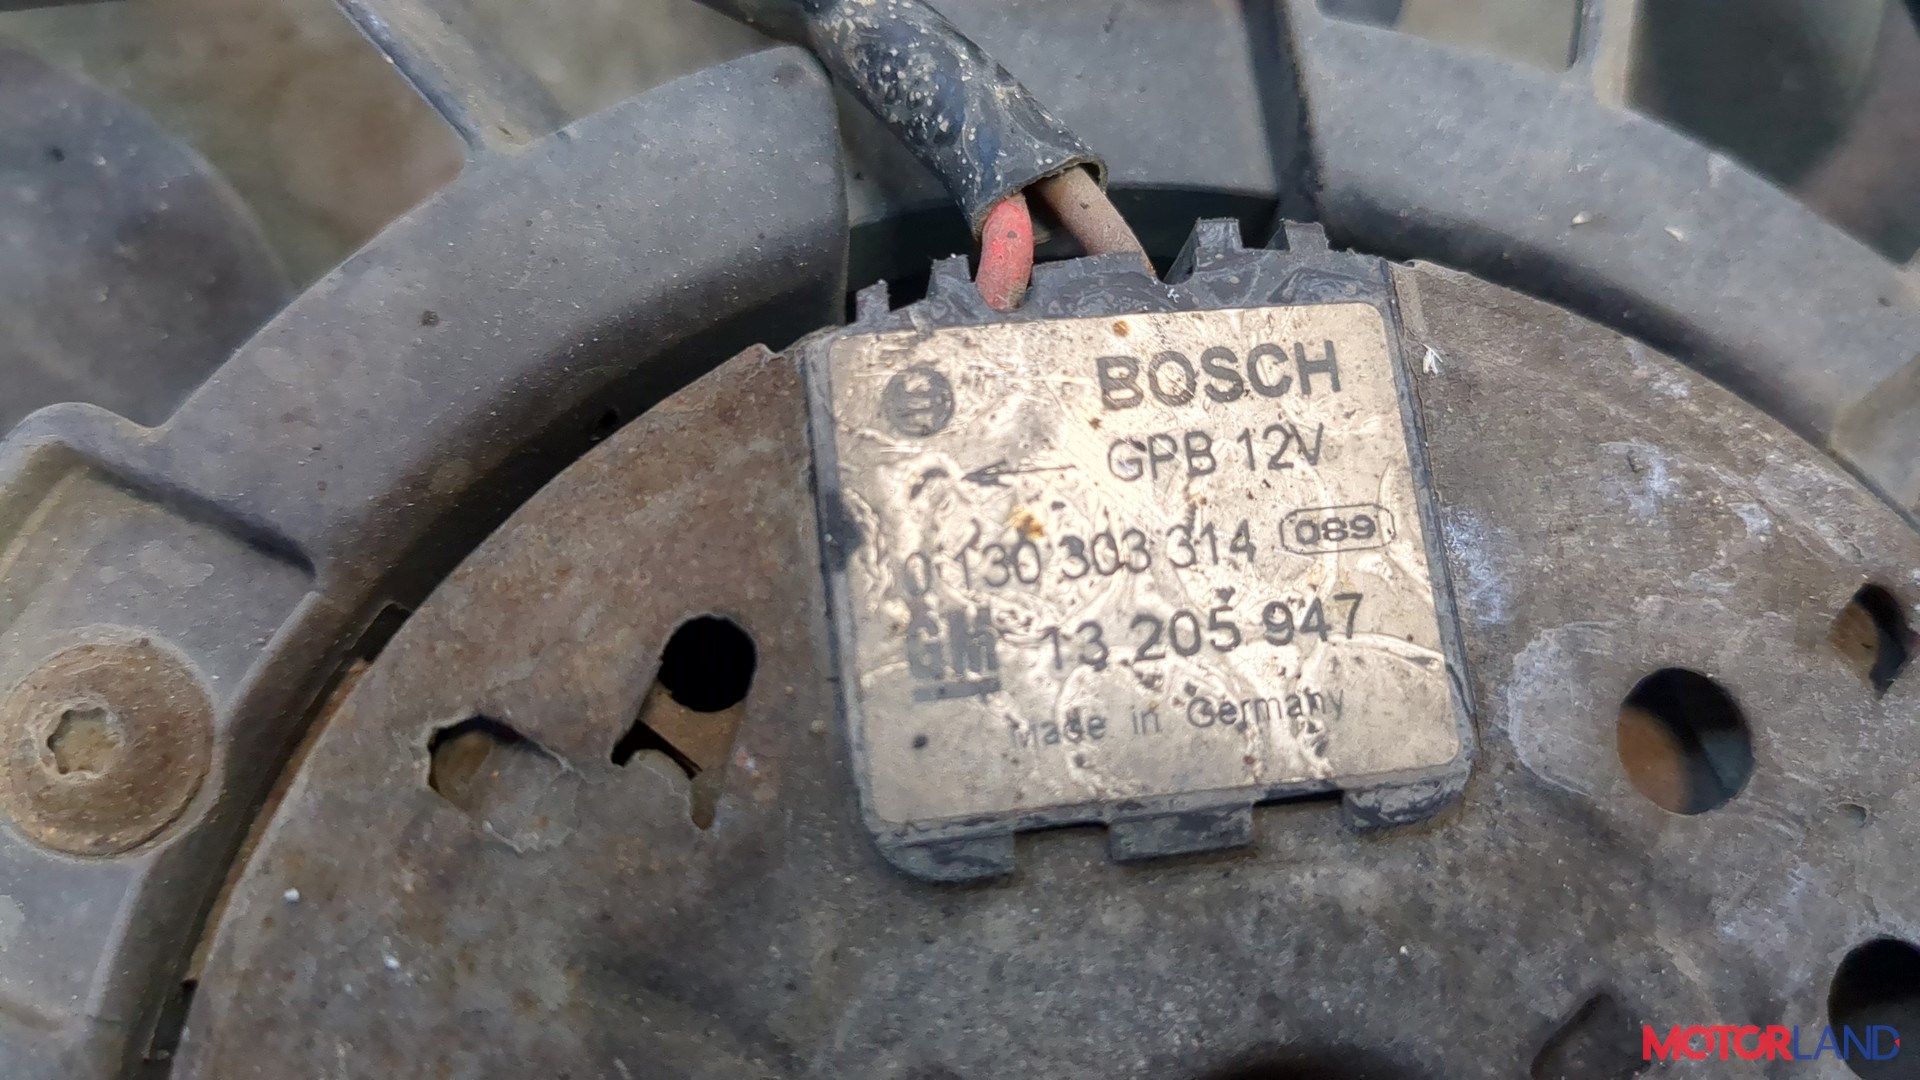 BOSCH
GPB 12V
0 130 303 314 089
GM 13 205 947
Made in Germany
MOTORLAND